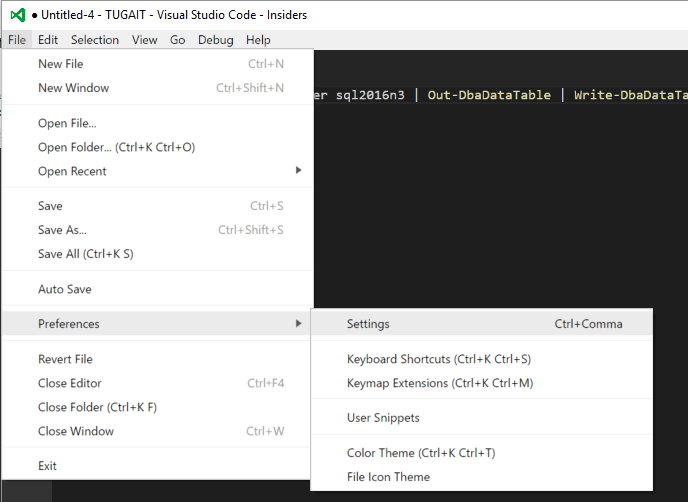 ● Untitled-4 - TUGAIT - Visual Studio Code - Insiders
File Edit Selection View Go Debug Help
New File Ctrl+N
New Window Ctrl+Shift+N
er sql2016n3 | Out-DbaDataTable | Write-DbaDataTa
Open File...
Open Folder... (Ctrl+K Ctrl+O)
Open Recent
Save Ctrl+S
Save As... Ctrl+Shift+S
Save All (Ctrl+K S)
Auto Save
Preferences
Settings Ctrl+Comma
Revert File
Keyboard Shortcuts (Ctrl+K Ctrl+S)
Close Editor Ctrl+F4
Keymap Extensions (Ctrl+K Ctrl+M)
Close Folder (Ctrl+K F)
User Snippets
Close Window Ctrl+W
Color Theme (Ctrl+K Ctrl+T)
Exit
File Icon Theme